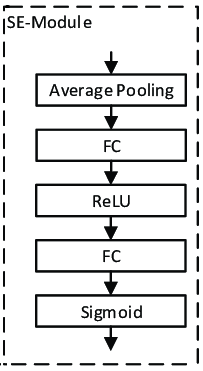 SE-Module
Average Pooling
FC
ReLU
FC
Sigmoid